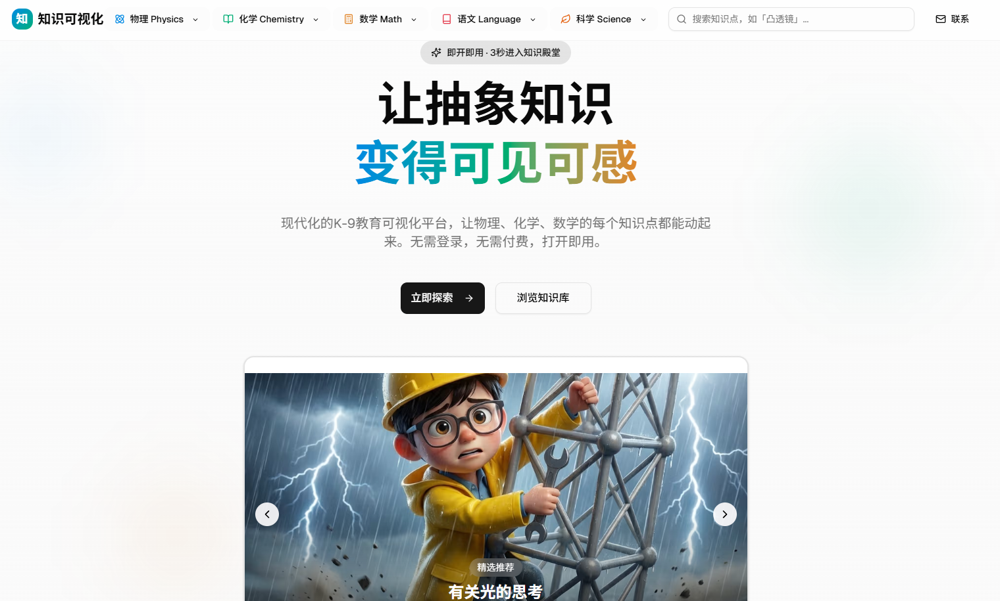 知 知识可视化 物理 Physics 化学 Chemistry 数学 Math 语文 Language 科学 Science 搜索知识点，如「凸透镜」... 联系
即开即用 · 3秒进入知识殿堂
让抽象知识
变得可见可感
现代化的K-9教育可视化平台，让物理、化学、数学的每个知识点都能动起
来。无需登录，无需付费，打开即用。
立即探索 浏览知识库
精选推荐
有关光的思考